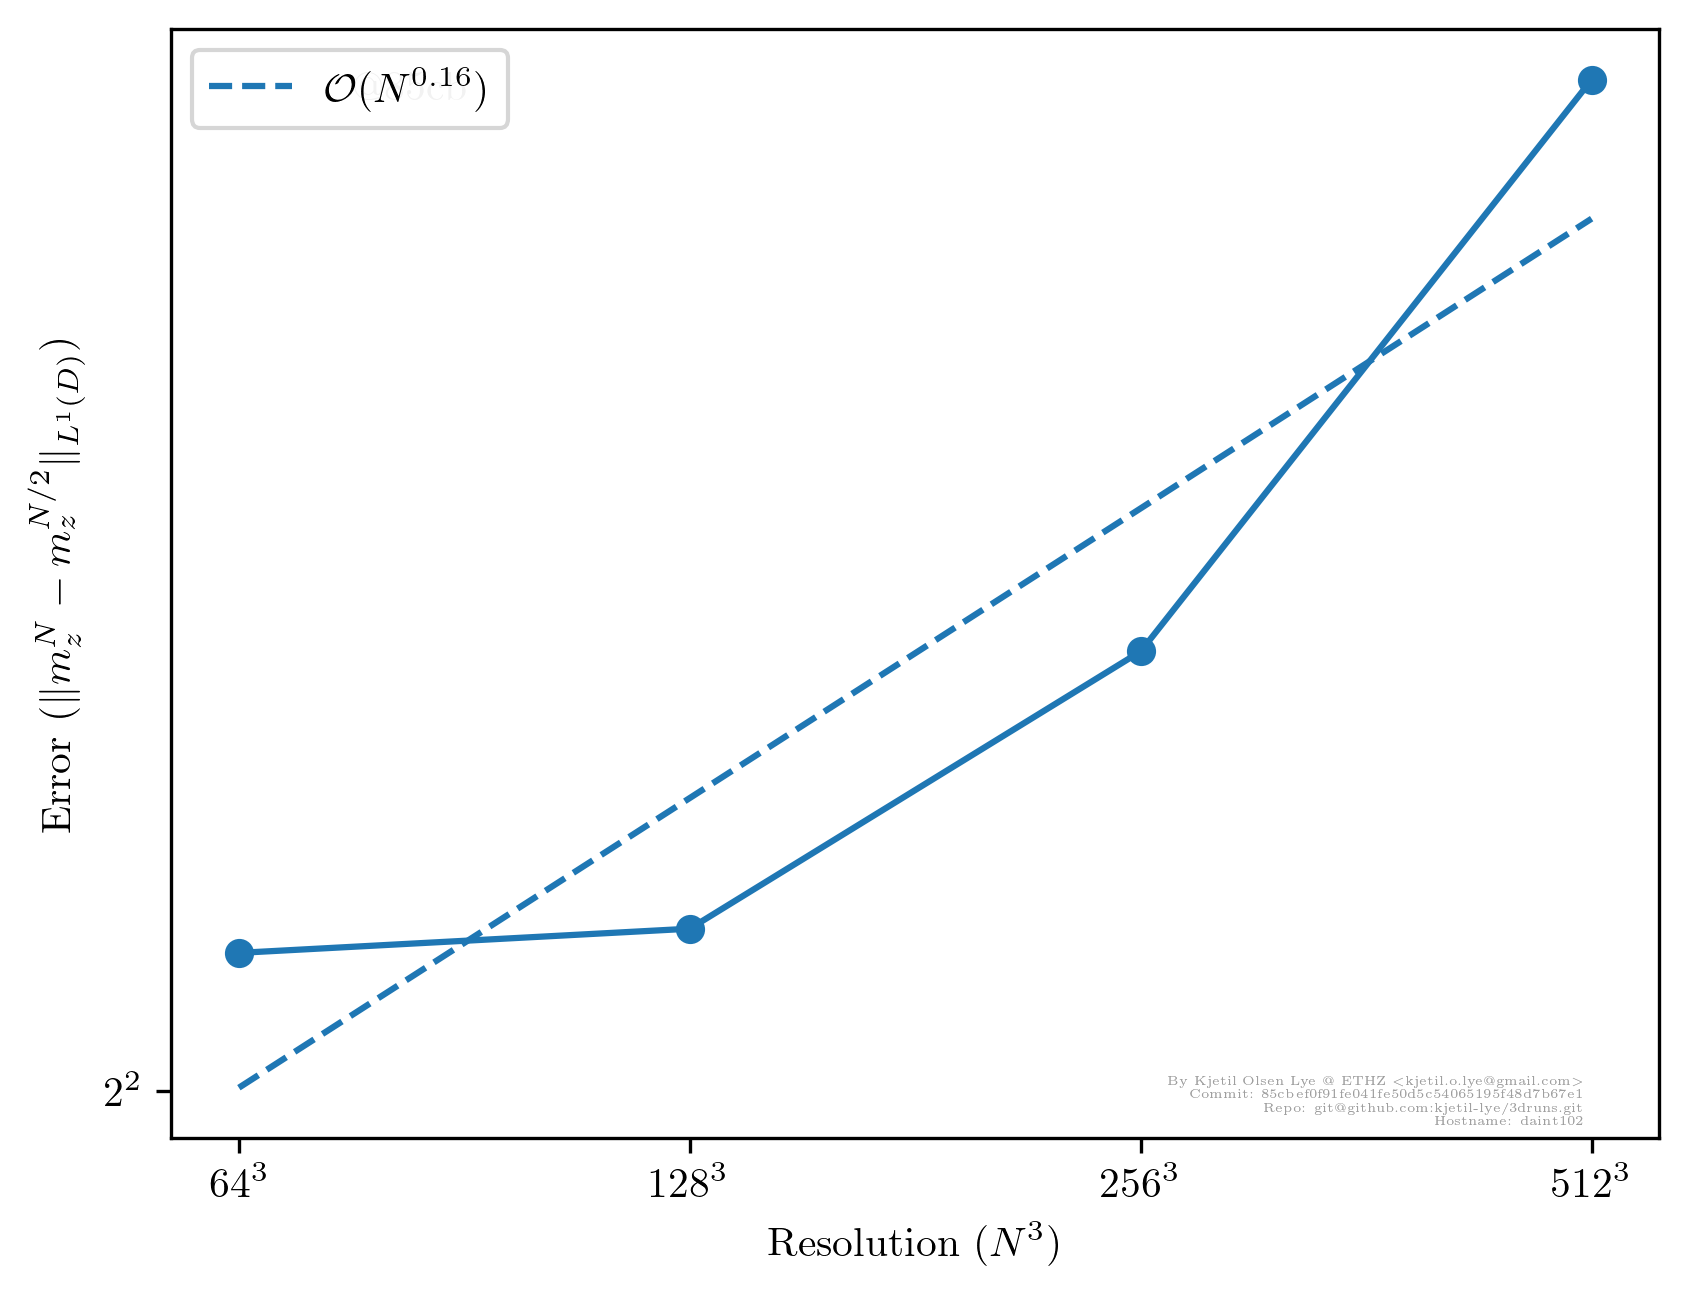 𝒪(N^0.16)
Error (||m_z^N − m_z^{N/2}||_{L^1(D)})
2^2
64^3 128^3 256^3 512^3
Resolution (N^3)
By Kjetil Olsen Lye @ ETHZ <kjetil.o.lye@gmail.com>
Commit: 85cbef0f91fe041fe50d5c54065195f48d7b67e1
Repo: git@github.com:kjetil-lye/3druns.git
Hostname: daint102